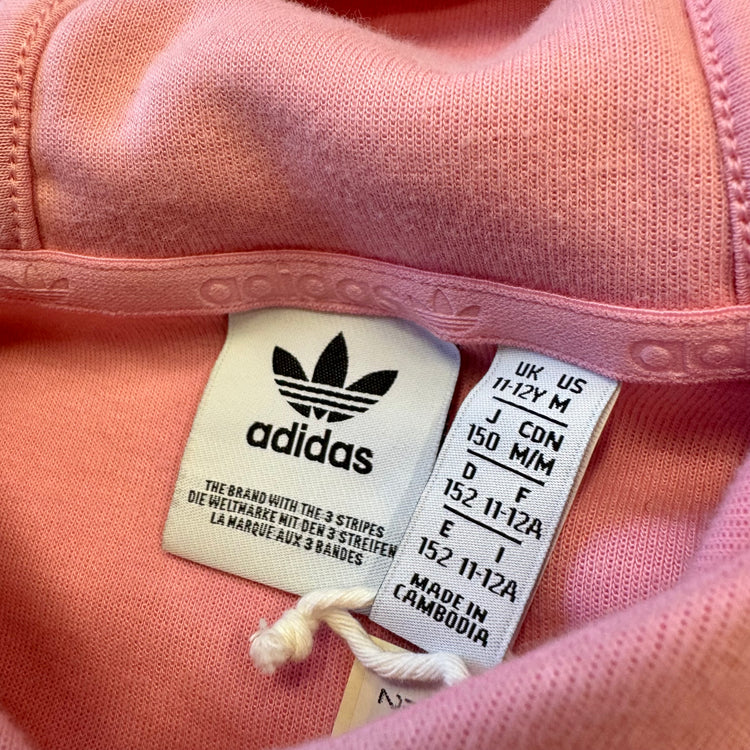 adidas
adidas
THE BRAND WITH THE 3 STRIPES
DIE WELTMARKE MIT DEN 3 STREIFEN
LA MARQUE AUX 3 BANDES
UK US
11-12Y M
J CDN
150 M/M
D F
152 11-12A
E I
152 11-12A
MADE IN
CAMBODIA